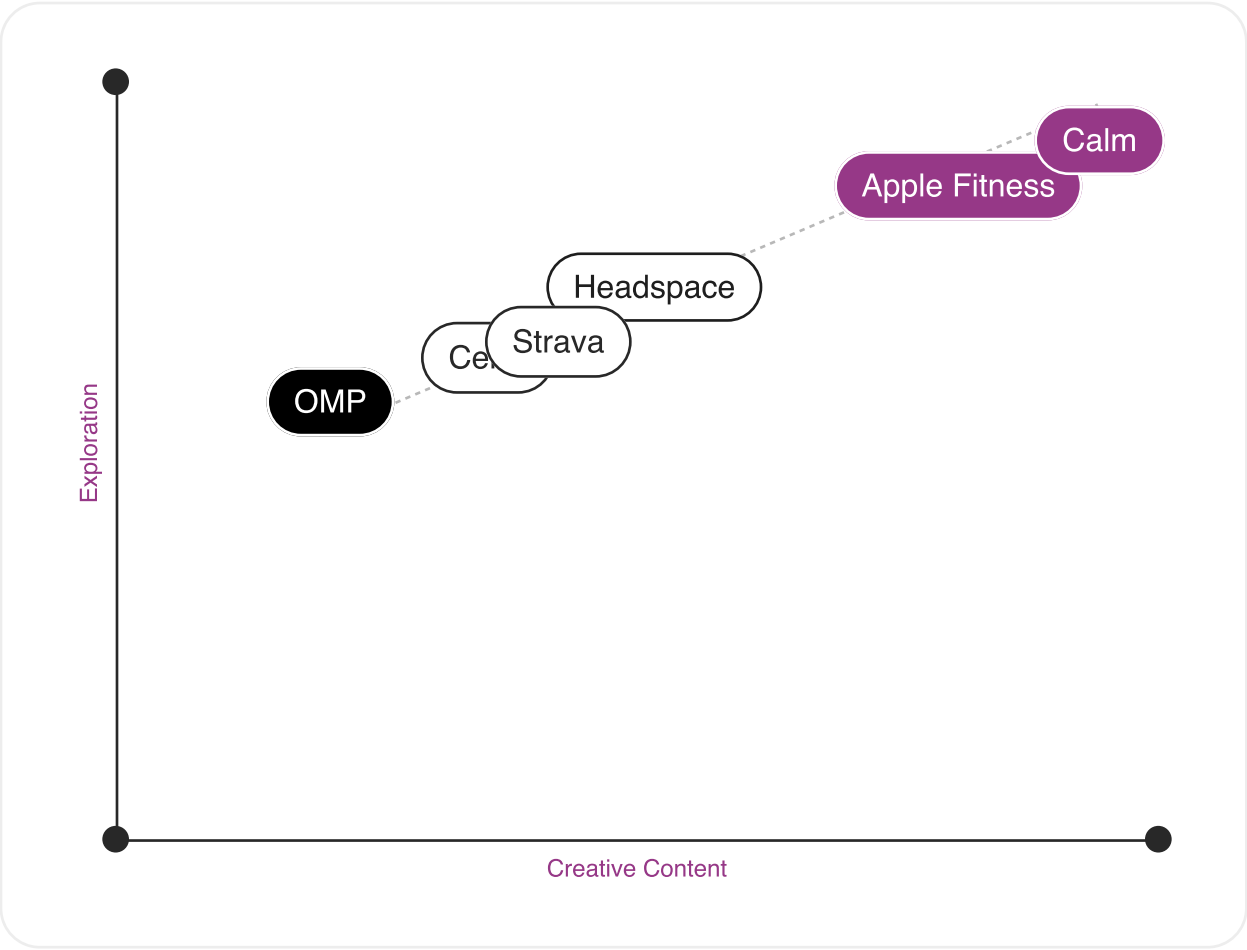 Calm
Apple Fitness
Headspace
Strava
OMP
Exploration
Creative Content